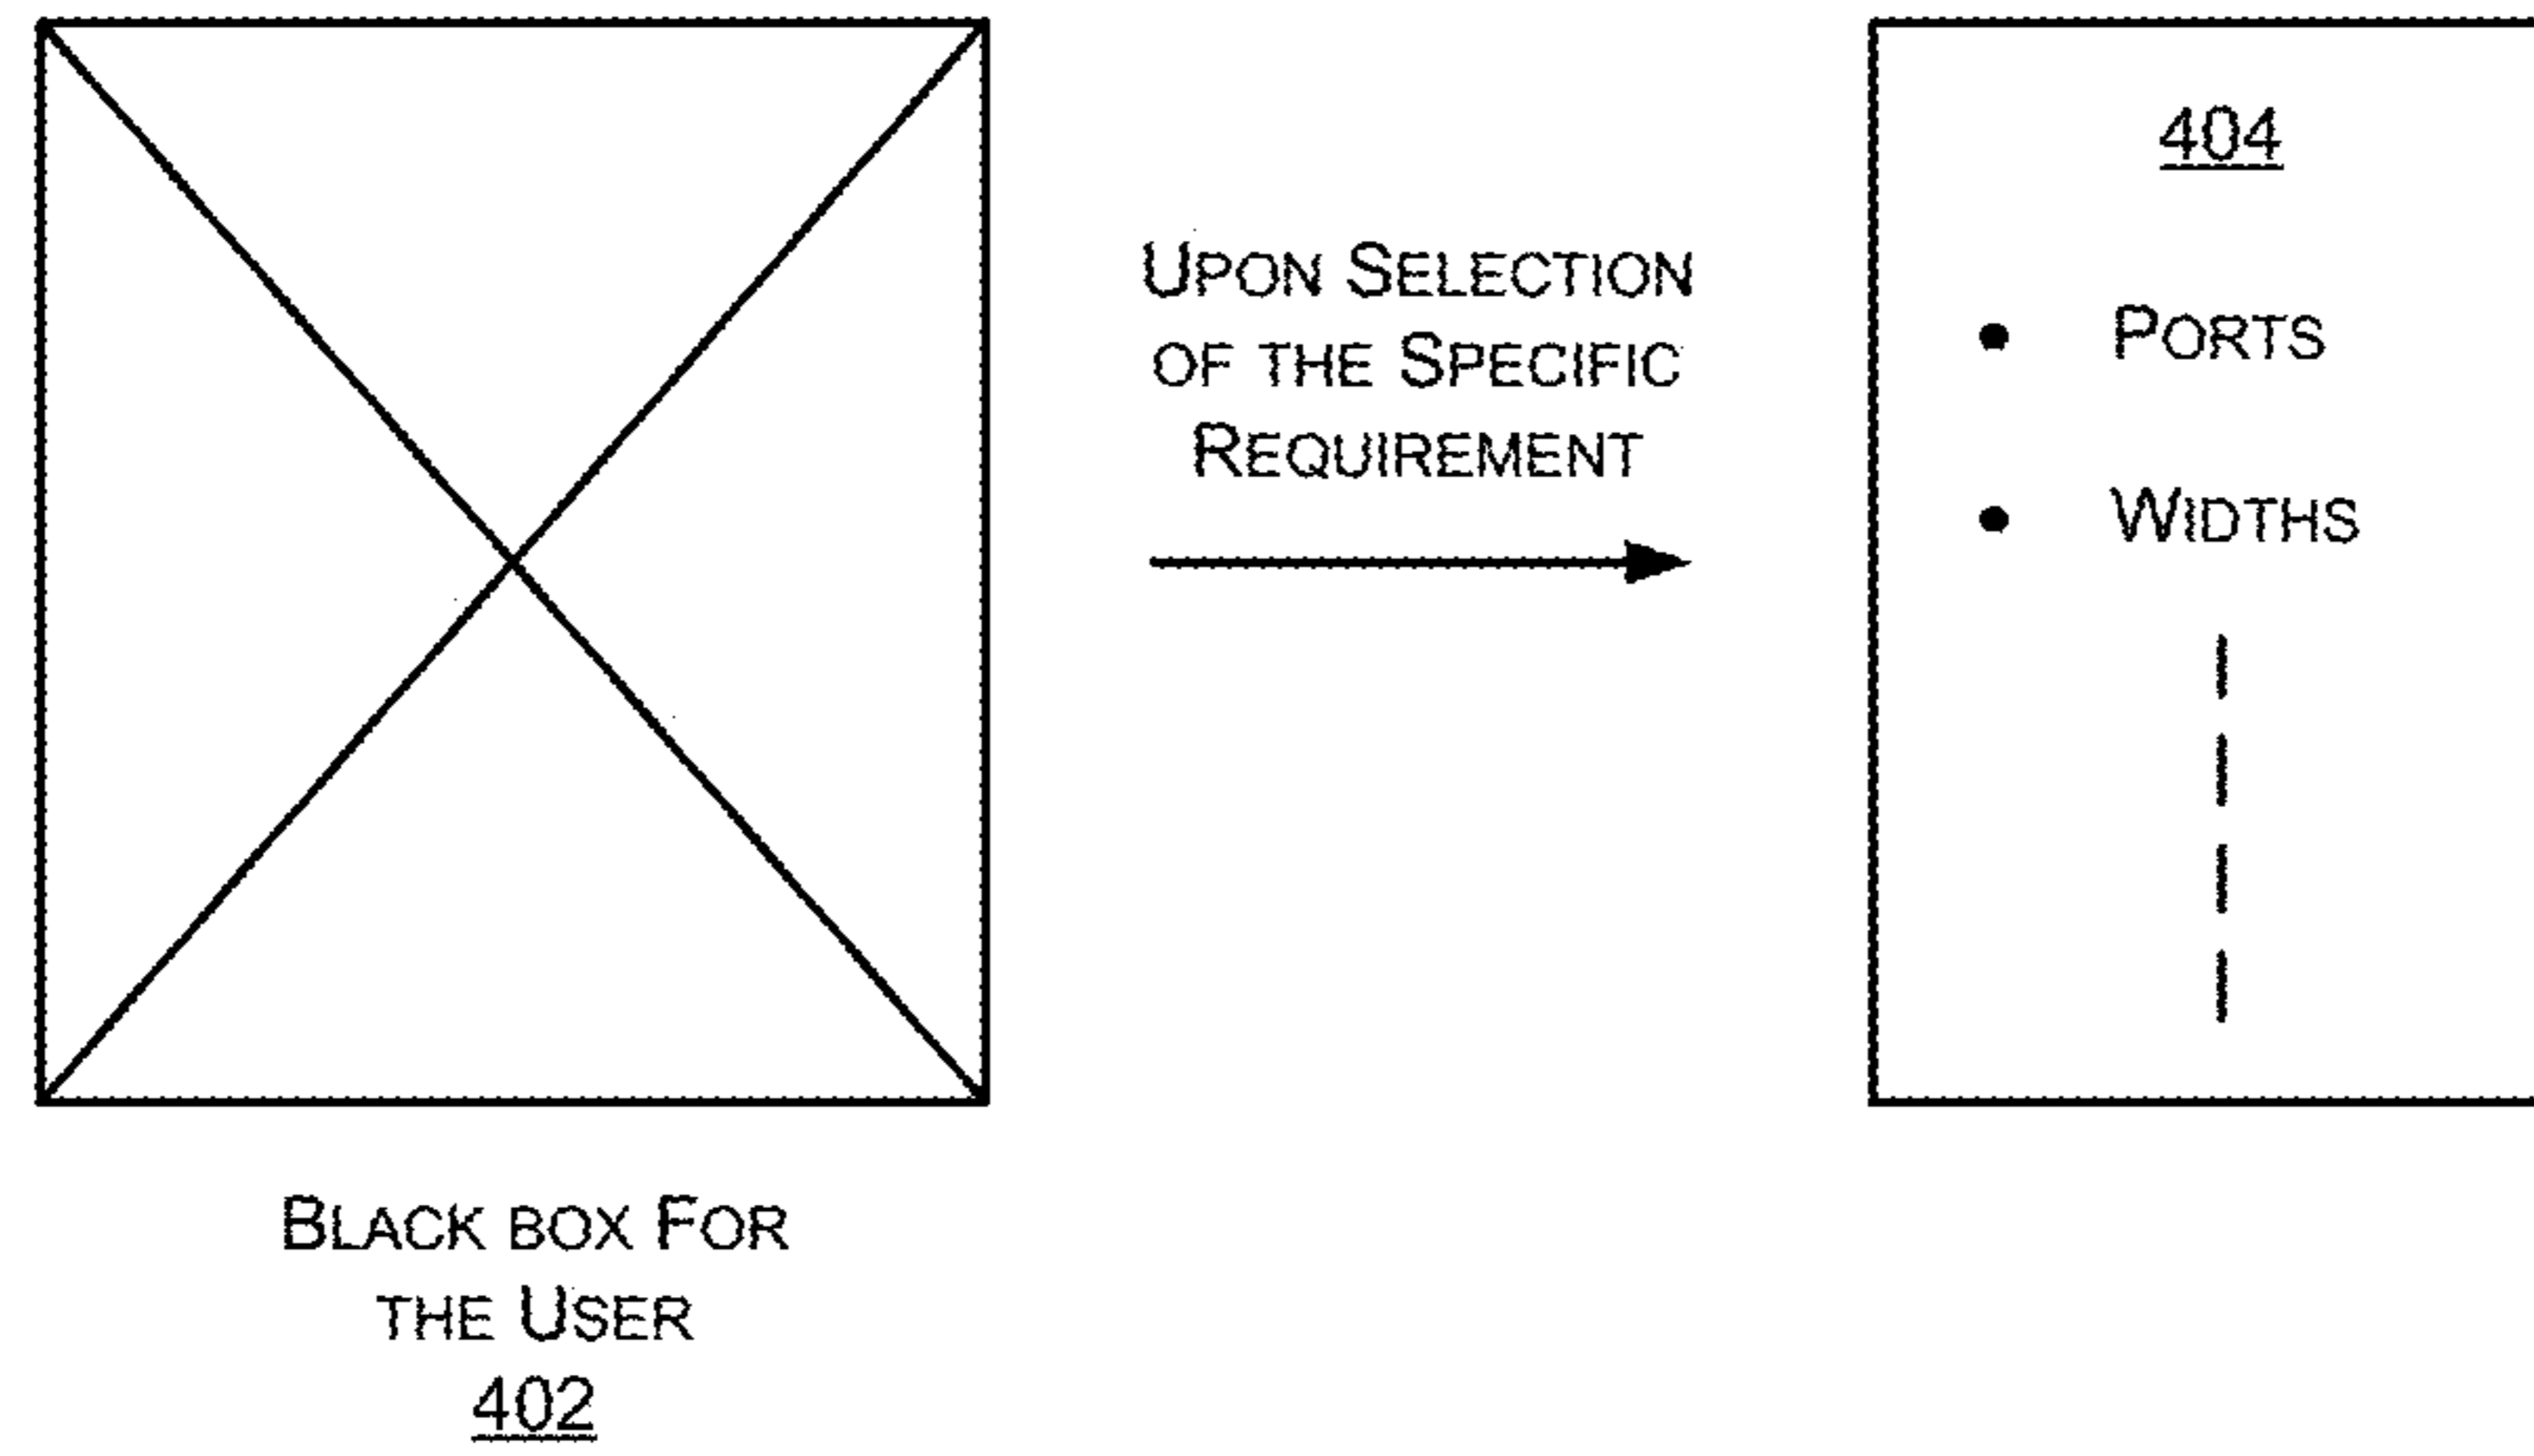 UPON SELECTION
OF THE SPECIFIC
REQUIREMENT
404
• PORTS
• WIDTHS
BLACK BOX FOR
THE USER
402